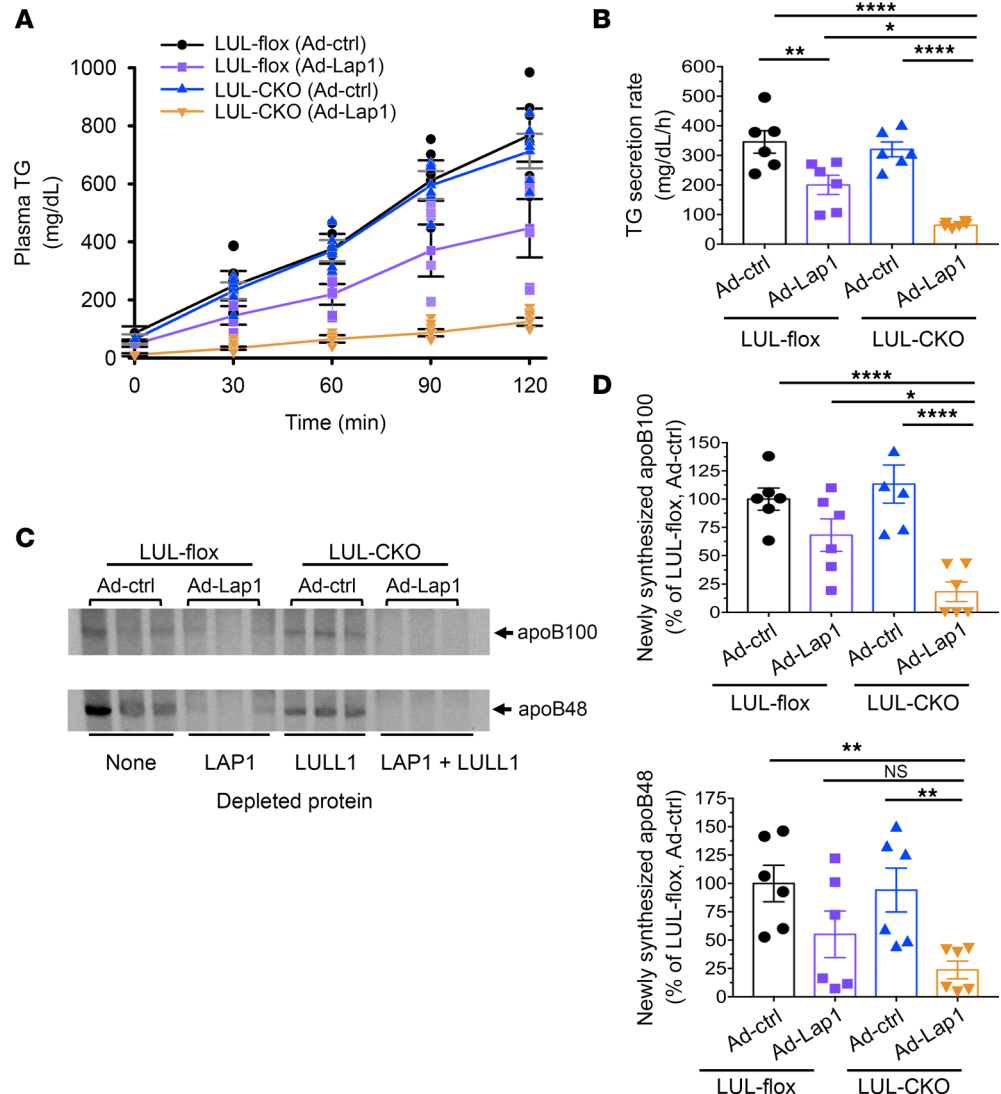 A
LUL-flox (Ad-ctrl)
LUL-flox (Ad-Lap1)
LUL-CKO (Ad-ctrl)
LUL-CKO (Ad-Lap1)
Plasma TG
(mg/dL)
1000
800
600
400
200
0
0 30 60 90 120
Time (min)
B
****
*
** ****
TG secretion rate
(mg/dL/h)
600
500
400
300
200
100
0
Ad-ctrl Ad-Lap1 Ad-ctrl Ad-Lap1
LUL-flox LUL-CKO
C
LUL-flox LUL-CKO
Ad-ctrl Ad-Lap1 Ad-ctrl Ad-Lap1
apoB100
apoB48
None LAP1 LULL1 LAP1 + LULL1
Depleted protein
D
****
*
****
Newly synthesized apoB100
(% of LUL-flox, Ad-ctrl)
150
125
100
75
50
25
0
Ad-ctrl Ad-Lap1 Ad-ctrl Ad-Lap1
LUL-flox LUL-CKO
**
NS
**
Newly synthesized apoB48
(% of LUL-flox, Ad-ctrl)
175
150
125
100
75
50
25
0
Ad-ctrl Ad-Lap1 Ad-ctrl Ad-Lap1
LUL-flox LUL-CKO